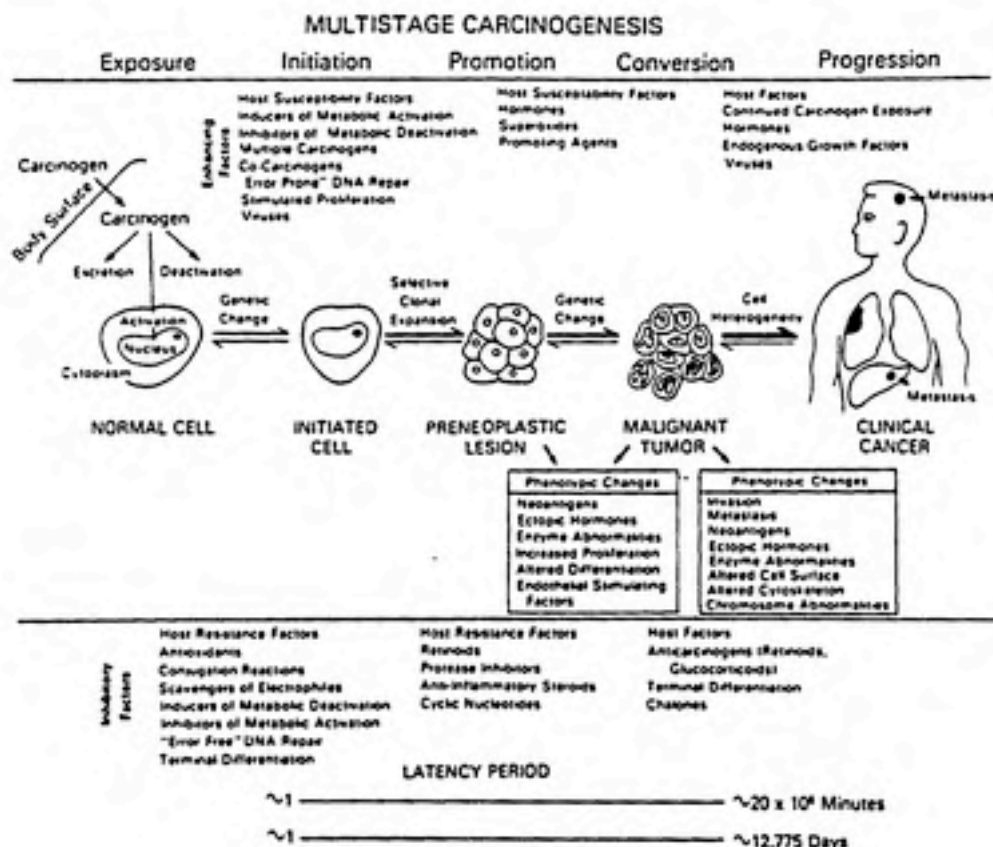 MULTISTAGE CARCINOGENESIS
Exposure Initiation Promotion Conversion Progression
Enhancing Factors
Host Susceptibility Factors
Inducers of Metabolic Activation
Inhibitors of Metabolic Deactivation
Multiple Carcinogens
Co-Carcinogens
"Error Prone" DNA Repair
Stimulated Proliferation
Viruses
Host Susceptibility Factors
Hormones
Superoxides
Promoting Agents
Host Factors
Continued Carcinogen Exposure
Hormones
Endogenous Growth Factors
Viruses
Carcinogen
Body Surface
Carcinogen
Excretion
Deactivation
Activation
Nucleus
Cytoplasm
Genetic
Change
Selective
Clonal
Expansion
Genetic
Change
Cell
Heterogeneity
Metastasis
Metastasis
NORMAL CELL
INITIATED
CELL
PRENEOPLASTIC
LESION
MALIGNANT
TUMOR
CLINICAL
CANCER
Phenotypic Changes
Neoantigens
Ectopic Hormones
Enzyme Abnormalities
Increased Proliferation
Altered Differentiation
Endothelial Stimulating
Factors
Phenotypic Changes
Invasion
Metastasis
Neoantigens
Ectopic Hormones
Enzyme Abnormalities
Altered Cell Surface
Altered Cytoskeleton
Chromosome Abnormalities
Inhibitory Factors
Host Resistance Factors
Antioxidants
Conjugation Reactions
Scavengers of Electrophiles
Inducers of Metabolic Deactivation
Inhibitors of Metabolic Activation
"Error Free" DNA Repair
Terminal Differentiation
Host Resistance Factors
Retinoids
Protease Inhibitors
Anti-Inflammatory Steroids
Cyclic Nucleotides
Host Factors
Anticarcinogens (Retinoids,
Glucocorticoids)
Terminal Differentiation
Chalones
LATENCY PERIOD
~1 ~20 x 10⁶ Minutes
~1 ~12,775 Days